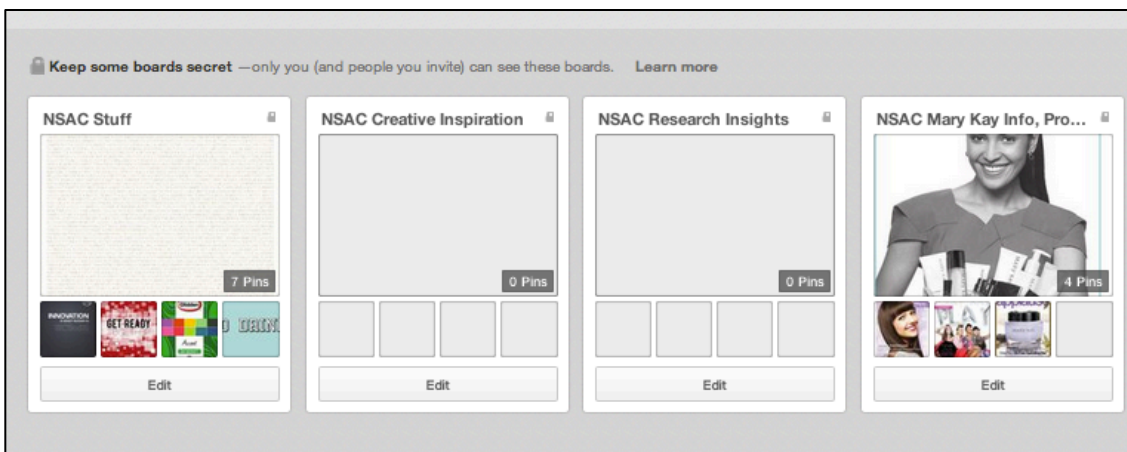 Keep some boards secret —only you (and people you invite) can see these boards. Learn more
NSAC Stuff
7 Pins
INNOVATION
GET READY
Glidden
O DRIN
Edit
NSAC Creative Inspiration
0 Pins
Edit
NSAC Research Insights
0 Pins
Edit
NSAC Mary Kay Info, Pro...
4 Pins
Edit